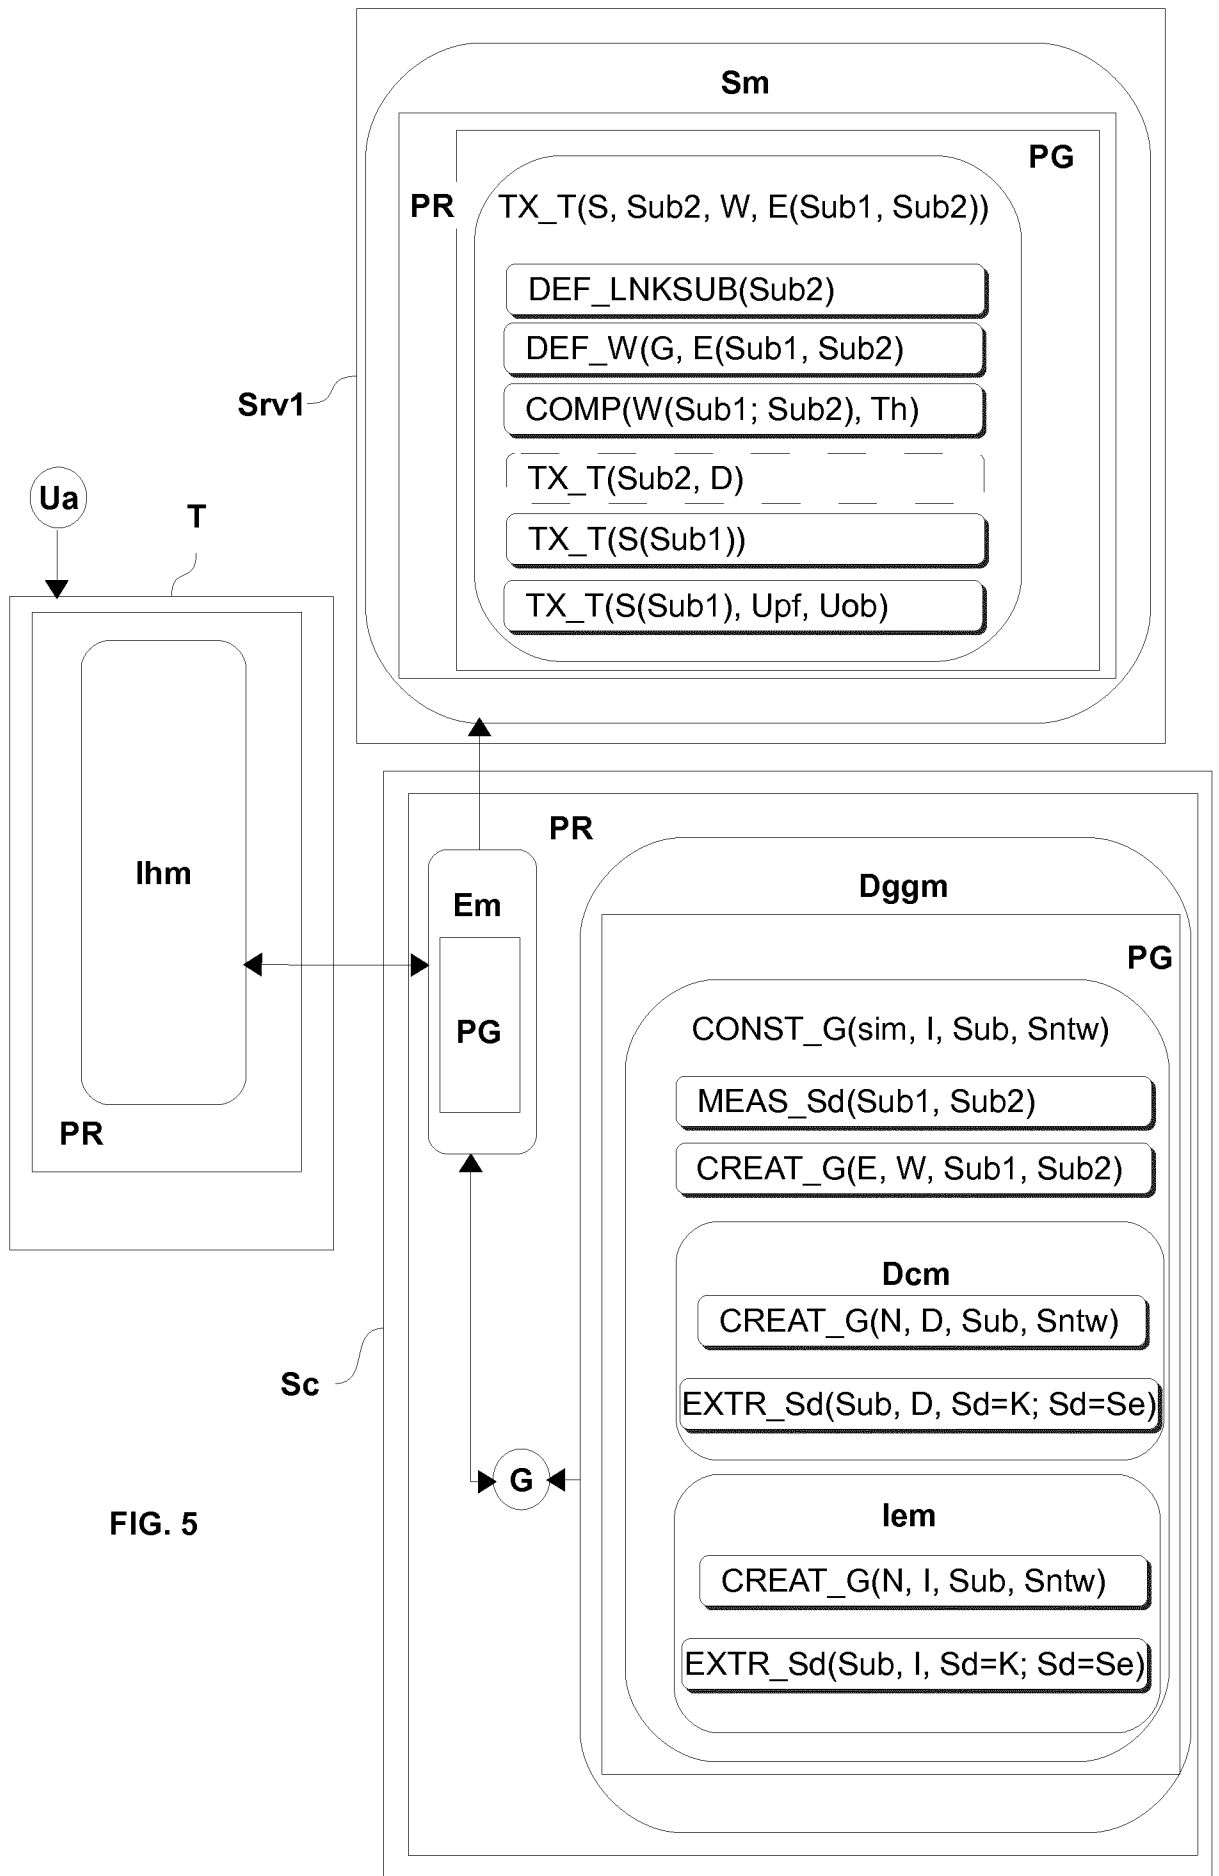 Sm
PG
PR
TX_T(S, Sub2, W, E(Sub1, Sub2))
DEF_LNKSUB(Sub2)
DEF_W(G, E(Sub1, Sub2)
Srv1
COMP(W(Sub1; Sub2), Th)
TX_T(Sub2, D)
Ua
T
TX_T(S(Sub1))
TX_T(S(Sub1), Upf, Uob)
PR
Ihm
Dggm
Em
PG
PG
CONST_G(sim, I, Sub, Sntw)
MEAS_Sd(Sub1, Sub2)
PR
CREAT_G(E, W, Sub1, Sub2)
Dcm
CREAT_G(N, D, Sub, Sntw)
Sc
EXTR_Sd(Sub, D, Sd=K; Sd=Se)
G
Iem
FIG. 5
CREAT_G(N, I, Sub, Sntw)
EXTR_Sd(Sub, I, Sd=K; Sd=Se)